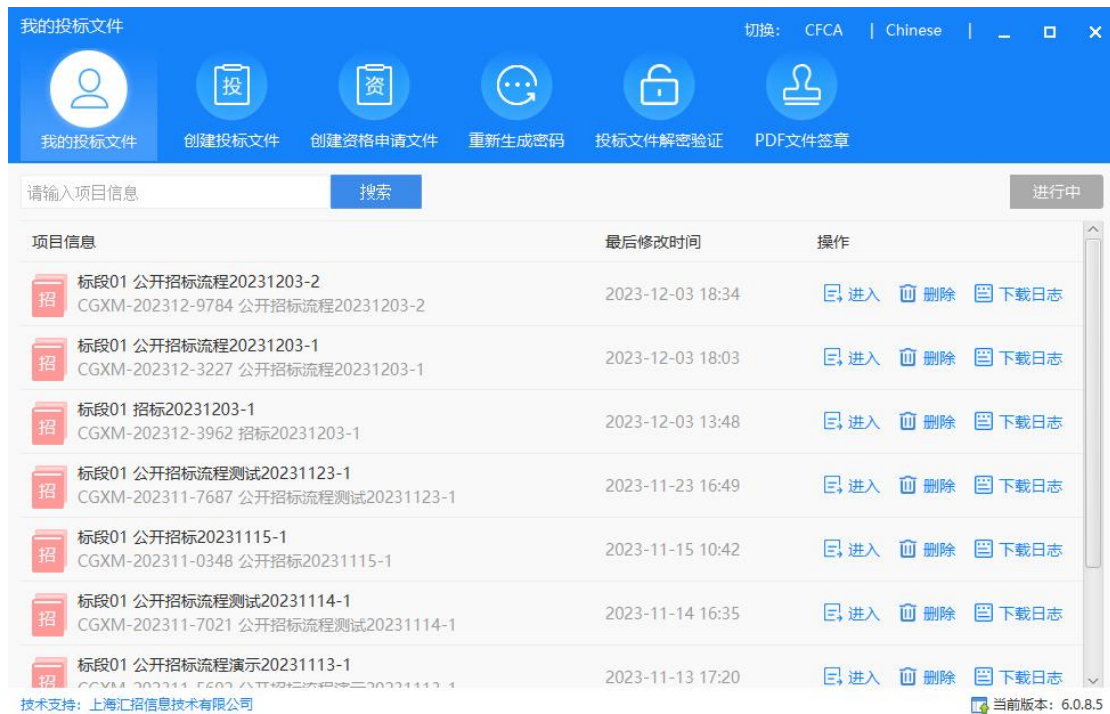 我的投标文件
切换: CFCA | Chinese |
投
资
我的投标文件 创建投标文件 创建资格申请文件 重新生成密码 投标文件解密验证 PDF文件签章
请输入项目信息 搜索 进行中
项目信息 最后修改时间 操作
标段01 公开招标流程20231203-2
招 CGXM-202312-9784 公开招标流程20231203-2 2023-12-03 18:34 进入 删除 下载日志
标段01 公开招标流程20231203-1
招 CGXM-202312-3227 公开招标流程20231203-1 2023-12-03 18:03 进入 删除 下载日志
标段01 招标20231203-1
招 CGXM-202312-3962 招标20231203-1 2023-12-03 13:48 进入 删除 下载日志
标段01 公开招标流程测试20231123-1
招 CGXM-202311-7687 公开招标流程测试20231123-1 2023-11-23 16:49 进入 删除 下载日志
标段01 公开招标20231115-1
招 CGXM-202311-0348 公开招标20231115-1 2023-11-15 10:42 进入 删除 下载日志
标段01 公开招标流程测试20231114-1
招 CGXM-202311-7021 公开招标流程测试20231114-1 2023-11-14 16:35 进入 删除 下载日志
标段01 公开招标流程演示20231113-1
招 2023-11-13 17:20 进入 删除 下载日志
技术支持: 上海汇招信息技术有限公司 当前版本: 6.0.8.5